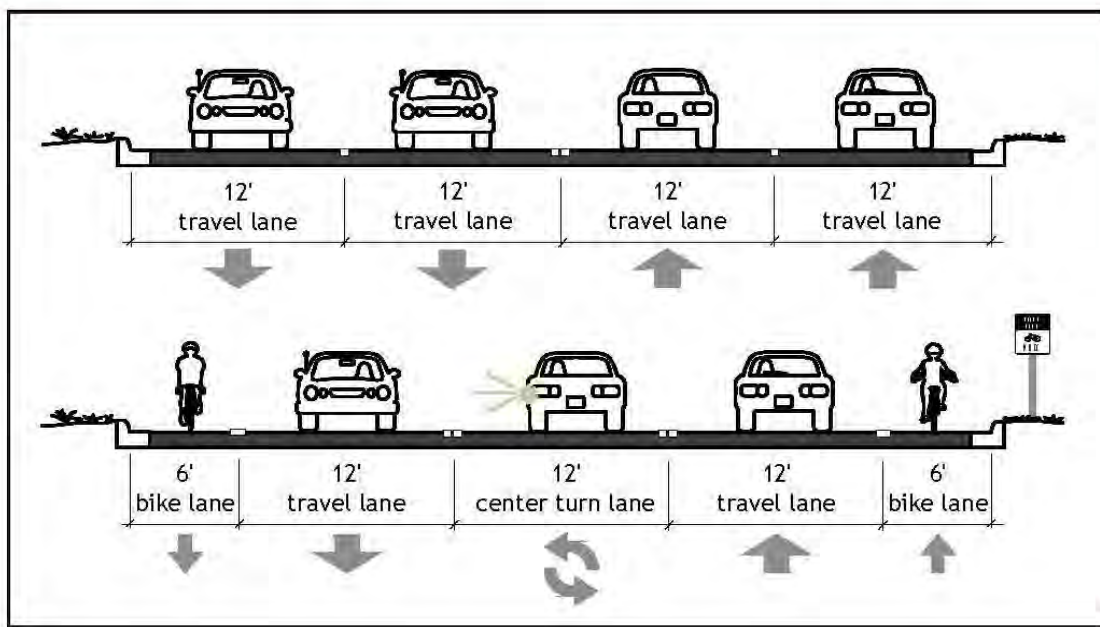 12' 12' 12' 12'
travel lane travel lane travel lane travel lane
6' 12' 12' 12' 6'
bike lane travel lane center turn lane travel lane bike lane